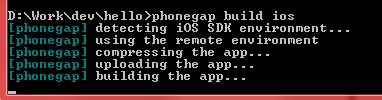 D:\Work\dev\hello>phonegap build ios
[phonegap] detecting iOS SDK environment...
[phonegap] using the remote environment
[phonegap] compressing the app...
[phonegap] uploading the app...
[phonegap] building the app...